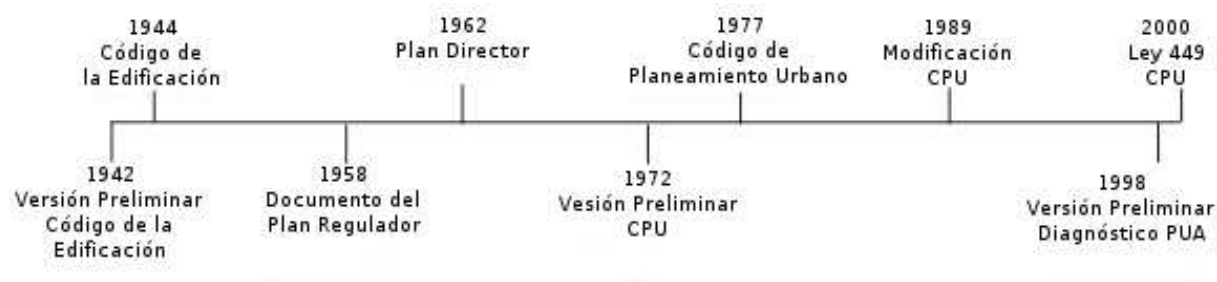 1944
Código de
la Edificación
1962
Plan Director
1977
Código de
Planeamiento Urbano
1989
Modificación
CPU
2000
Ley 449
CPU
1942
Versión Preliminar
Código de la
Edificación
1958
Documento del
Plan Regulador
1972
Vesión Preliminar
CPU
1998
Versión Preliminar
Diagnóstico PUA